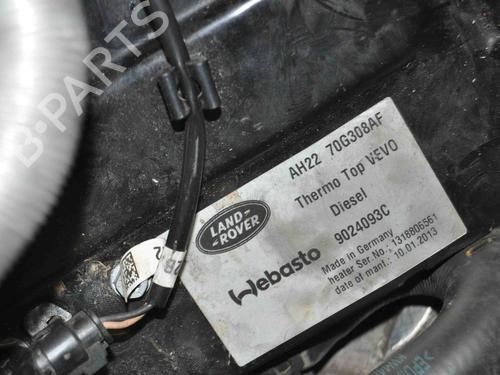 B-PARTS
LAND-
ROVER
AH22 70G308AF
Thermo Top VEVO
Diesel
9024093C
Webasto
Made in Germany
heater Ser.No.: 1318806561
date of manf.: 10.01.2013